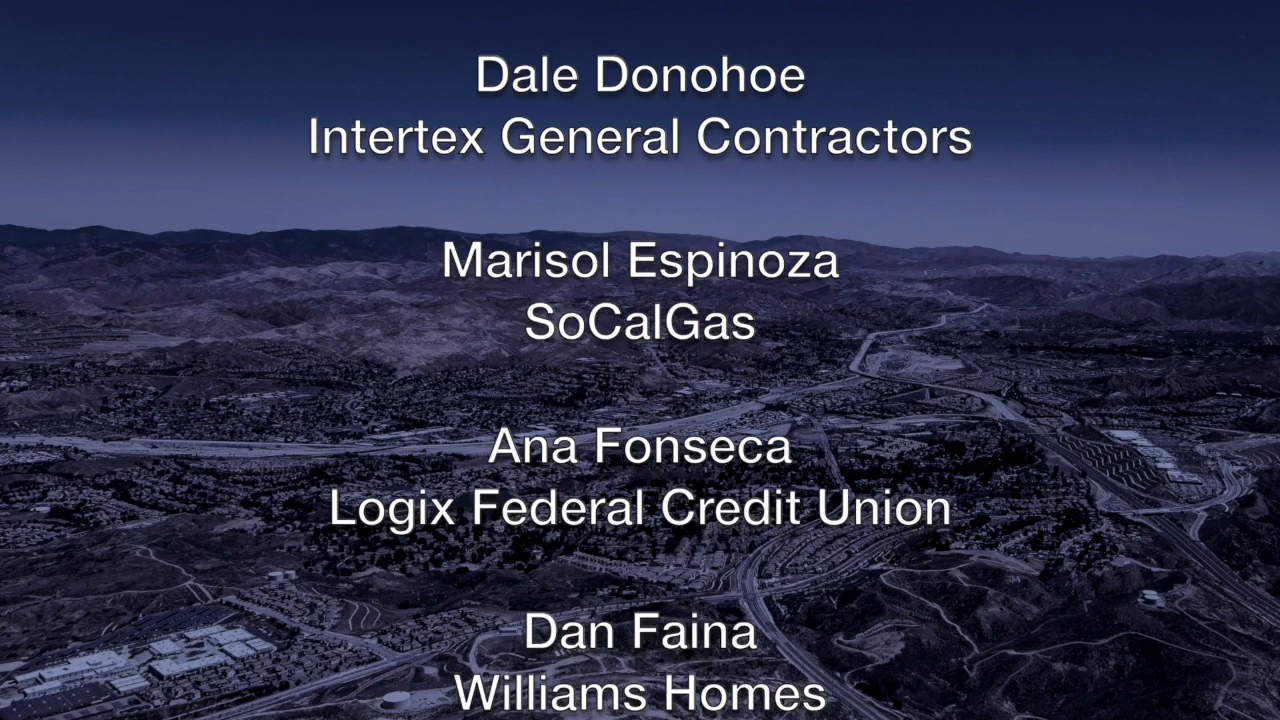 Dale Donohoe
Intertex General Contractors
Marisol Espinoza
SoCalGas
Ana Fonseca
Logix Federal Credit Union
Dan Faina
Williams Homes